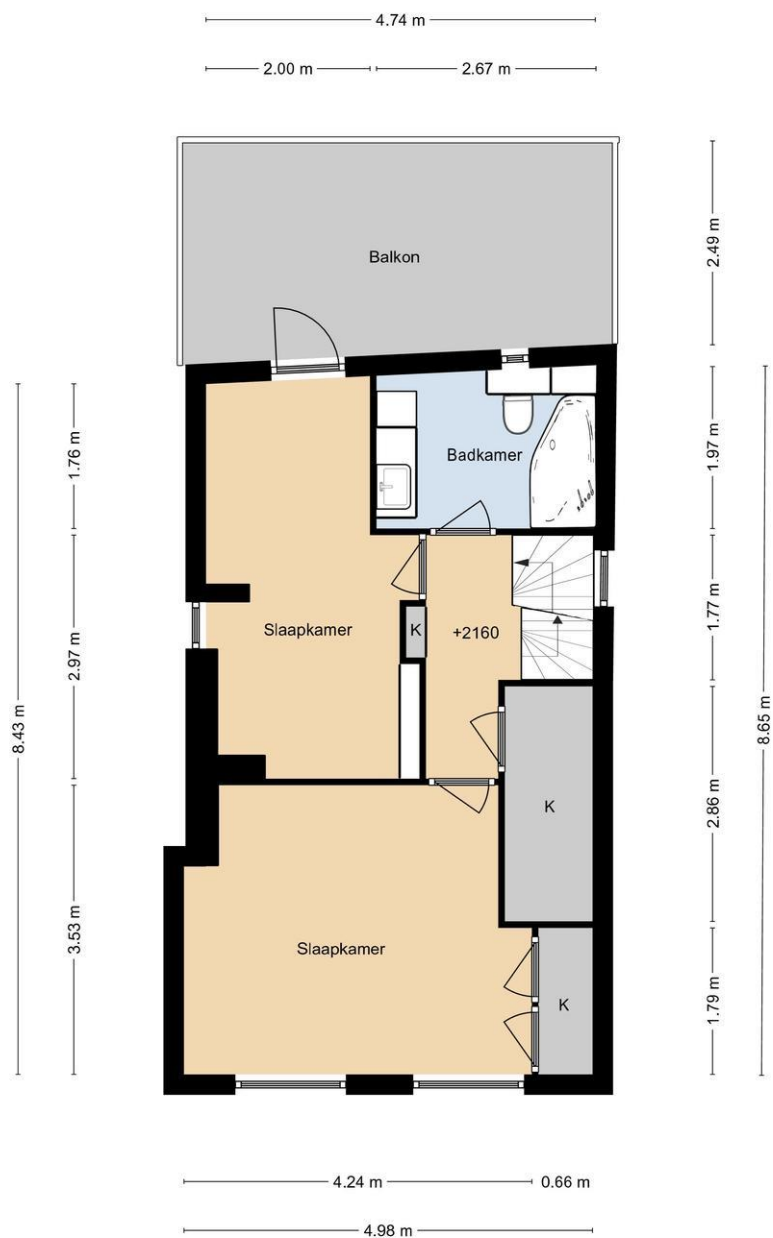 4.74 m
2.00 m
2.67 m
Balkon
2.49 m
1.76 m
Badkamer
1.97 m
Slaapkamer
K
+2160
1.77 m
2.97 m
8.43 m
8.65 m
K
2.86 m
Slaapkamer
3.53 m
K
1.79 m
4.24 m
0.66 m
4.98 m